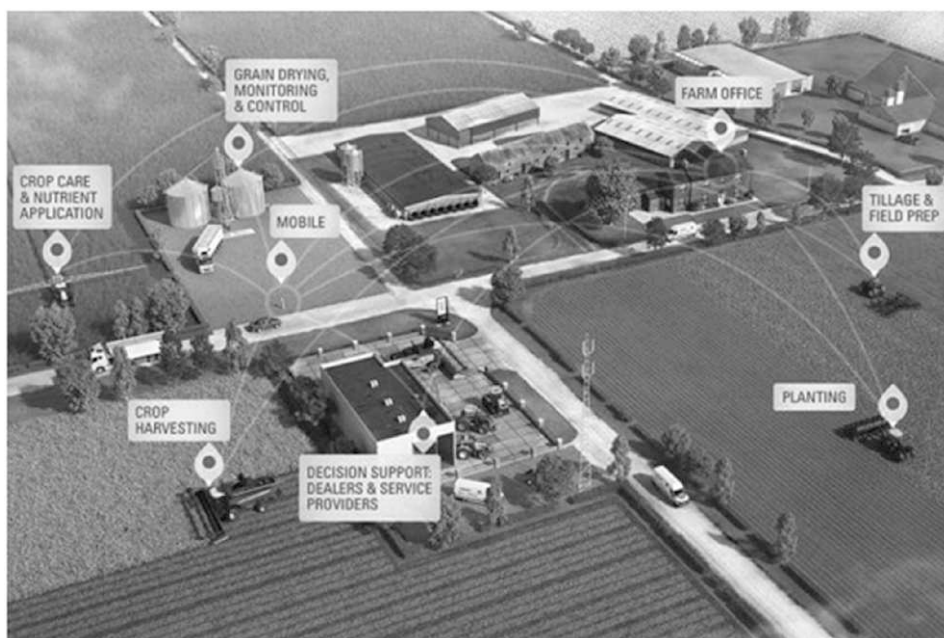 GRAIN DRYING,
MONITORING
& CONTROL
FARM OFFICE
CROP CARE
& NUTRIENT
APPLICATION
MOBILE
TILLAGE &
FIELD PREP
PLANTING
CROP
HARVESTING
DECISION SUPPORT:
DEALERS & SERVICE
PROVIDERS